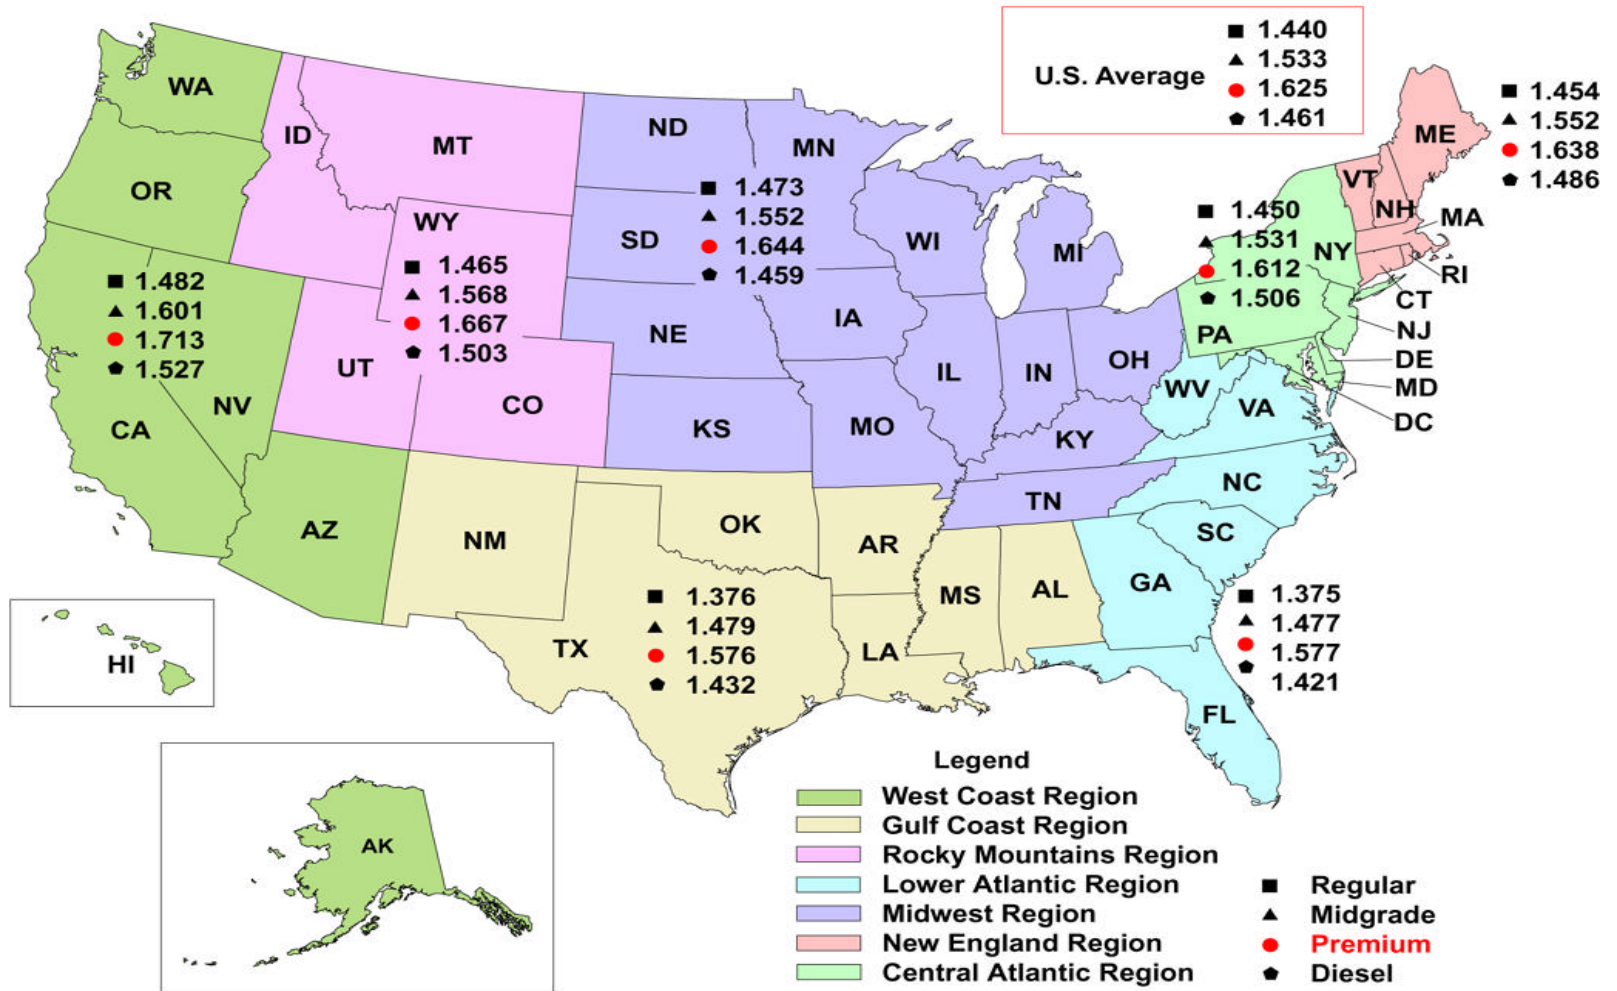 U.S. Average
1.440
1.533
1.625
1.461
WA
OR
ID
MT
WY
ND
SD
MN
WI
MI
ME
VT
NH
MA
RI
CT
NY
NJ
PA
DE
MD
DC
1.454
1.552
1.638
1.486
1.450
1.531
1.612
1.506
1.473
1.552
1.644
1.459
1.465
1.568
1.667
1.503
1.482
1.601
1.713
1.527
CA
NV
UT
CO
NE
KS
IA
MO
IL
IN
OH
KY
WV
VA
TN
NC
SC
GA
AZ
NM
OK
AR
TX
LA
MS
AL
FL
1.376
1.479
1.576
1.432
1.375
1.477
1.577
1.421
HI
AK
Legend
West Coast Region
Gulf Coast Region
Rocky Mountains Region
Lower Atlantic Region
Midwest Region
New England Region
Central Atlantic Region
Regular
Midgrade
Premium
Diesel